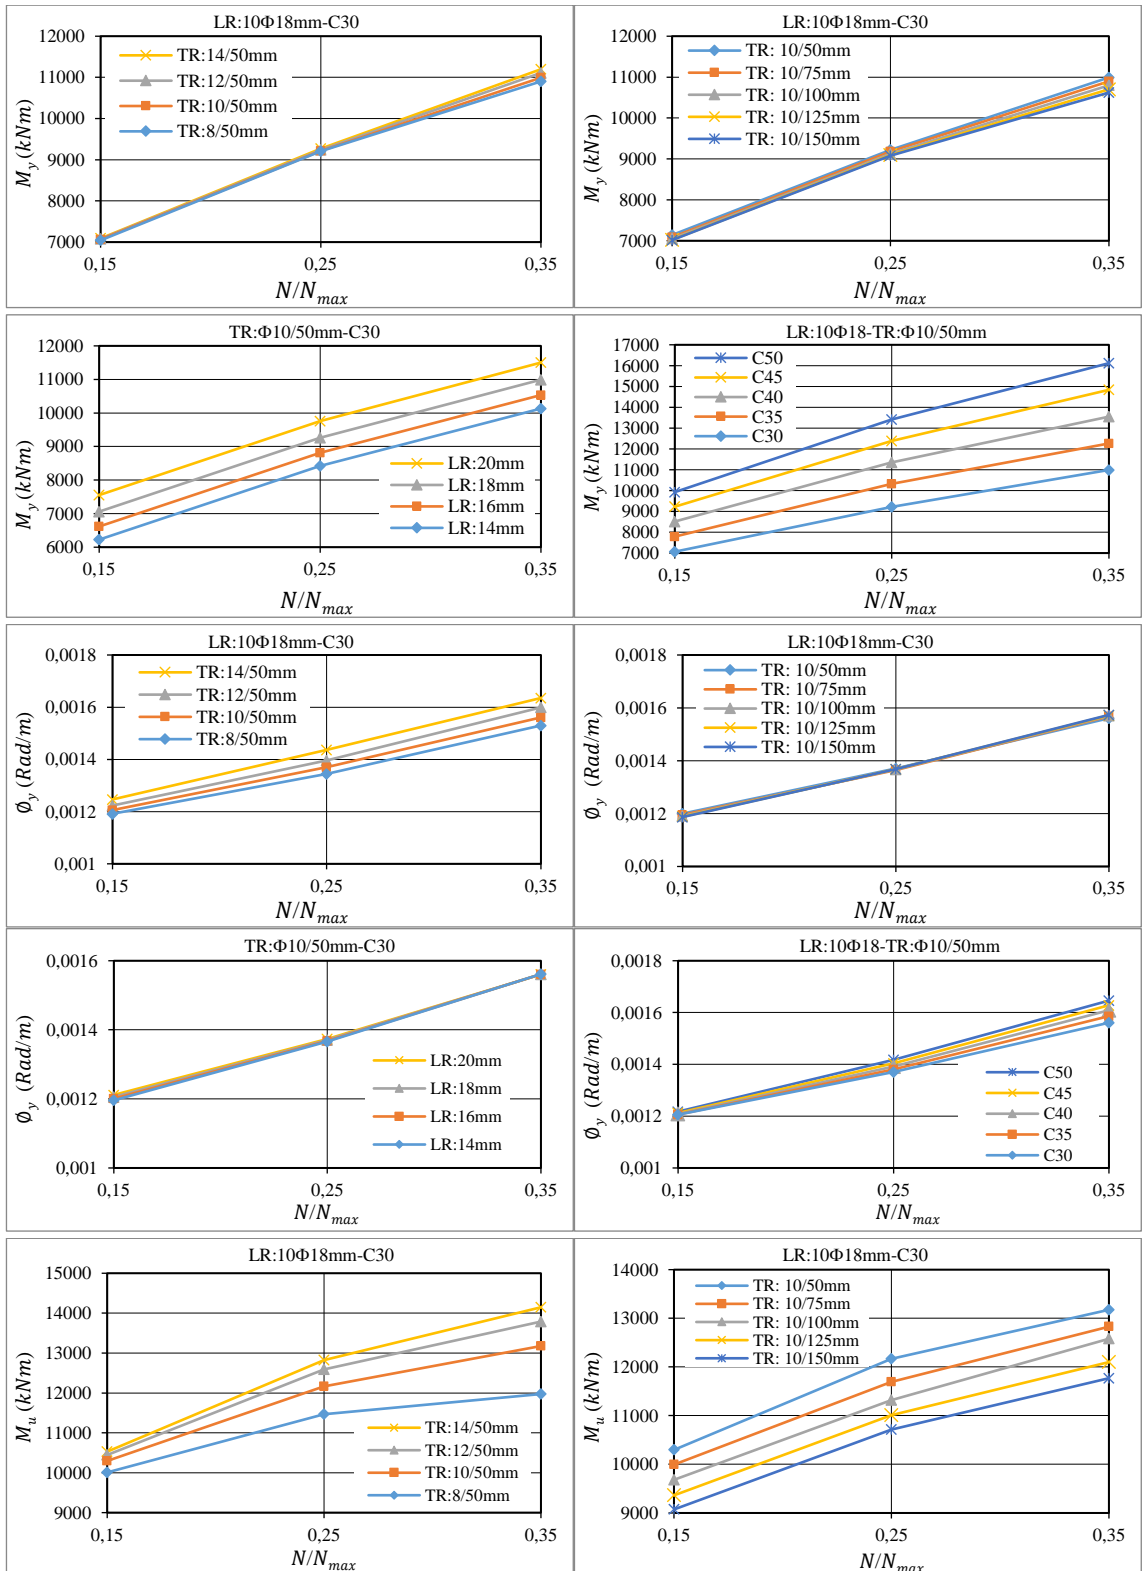 LR:10Φ18mm-C30
12000
11000
10000
9000
8000
7000
M_y (kNm)
TR:14/50mm
TR:12/50mm
TR:10/50mm
TR:8/50mm
0,15
0,25
0,35
N/N_max
LR:10Φ18mm-C30
12000
11000
10000
9000
8000
7000
M_y (kNm)
TR: 10/50mm
TR: 10/75mm
TR: 10/100mm
TR: 10/125mm
TR: 10/150mm
0,15
0,25
0,35
N/N_max
TR:Φ10/50mm-C30
12000
11000
10000
9000
8000
7000
6000
M_y (kNm)
LR:20mm
LR:18mm
LR:16mm
LR:14mm
0,15
0,25
0,35
N/N_max
LR:10Φ18-TR:Φ10/50mm
17000
16000
15000
14000
13000
12000
11000
10000
9000
8000
7000
M_y (kNm)
C50
C45
C40
C35
C30
0,15
0,25
0,35
N/N_max
LR:10Φ18mm-C30
0,0018
0,0016
0,0014
0,0012
0,001
∅_y (Rad/m)
TR:14/50mm
TR:12/50mm
TR:10/50mm
TR:8/50mm
0,15
0,25
0,35
N/N_max
LR:10Φ18mm-C30
0,0018
0,0016
0,0014
0,0012
0,001
∅_y (Rad/m)
TR: 10/50mm
TR: 10/75mm
TR: 10/100mm
TR: 10/125mm
TR: 10/150mm
0,15
0,25
0,35
N/N_max
TR:Φ10/50mm-C30
0,0016
0,0014
0,0012
0,001
∅_y (Rad/m)
LR:20mm
LR:18mm
LR:16mm
LR:14mm
0,15
0,25
0,35
N/N_max
LR:10Φ18-TR:Φ10/50mm
0,0018
0,0016
0,0014
0,0012
0,001
∅_y (Rad/m)
C50
C45
C40
C35
C30
0,15
0,25
0,35
N/N_max
LR:10Φ18mm-C30
15000
14000
13000
12000
11000
10000
9000
M_u (kNm)
TR:14/50mm
TR:12/50mm
TR:10/50mm
TR:8/50mm
0,15
0,25
0,35
N/N_max
LR:10Φ18mm-C30
14000
13000
12000
11000
10000
9000
M_u (kNm)
TR: 10/50mm
TR: 10/75mm
TR: 10/100mm
TR: 10/125mm
TR: 10/150mm
0,15
0,25
0,35
N/N_max